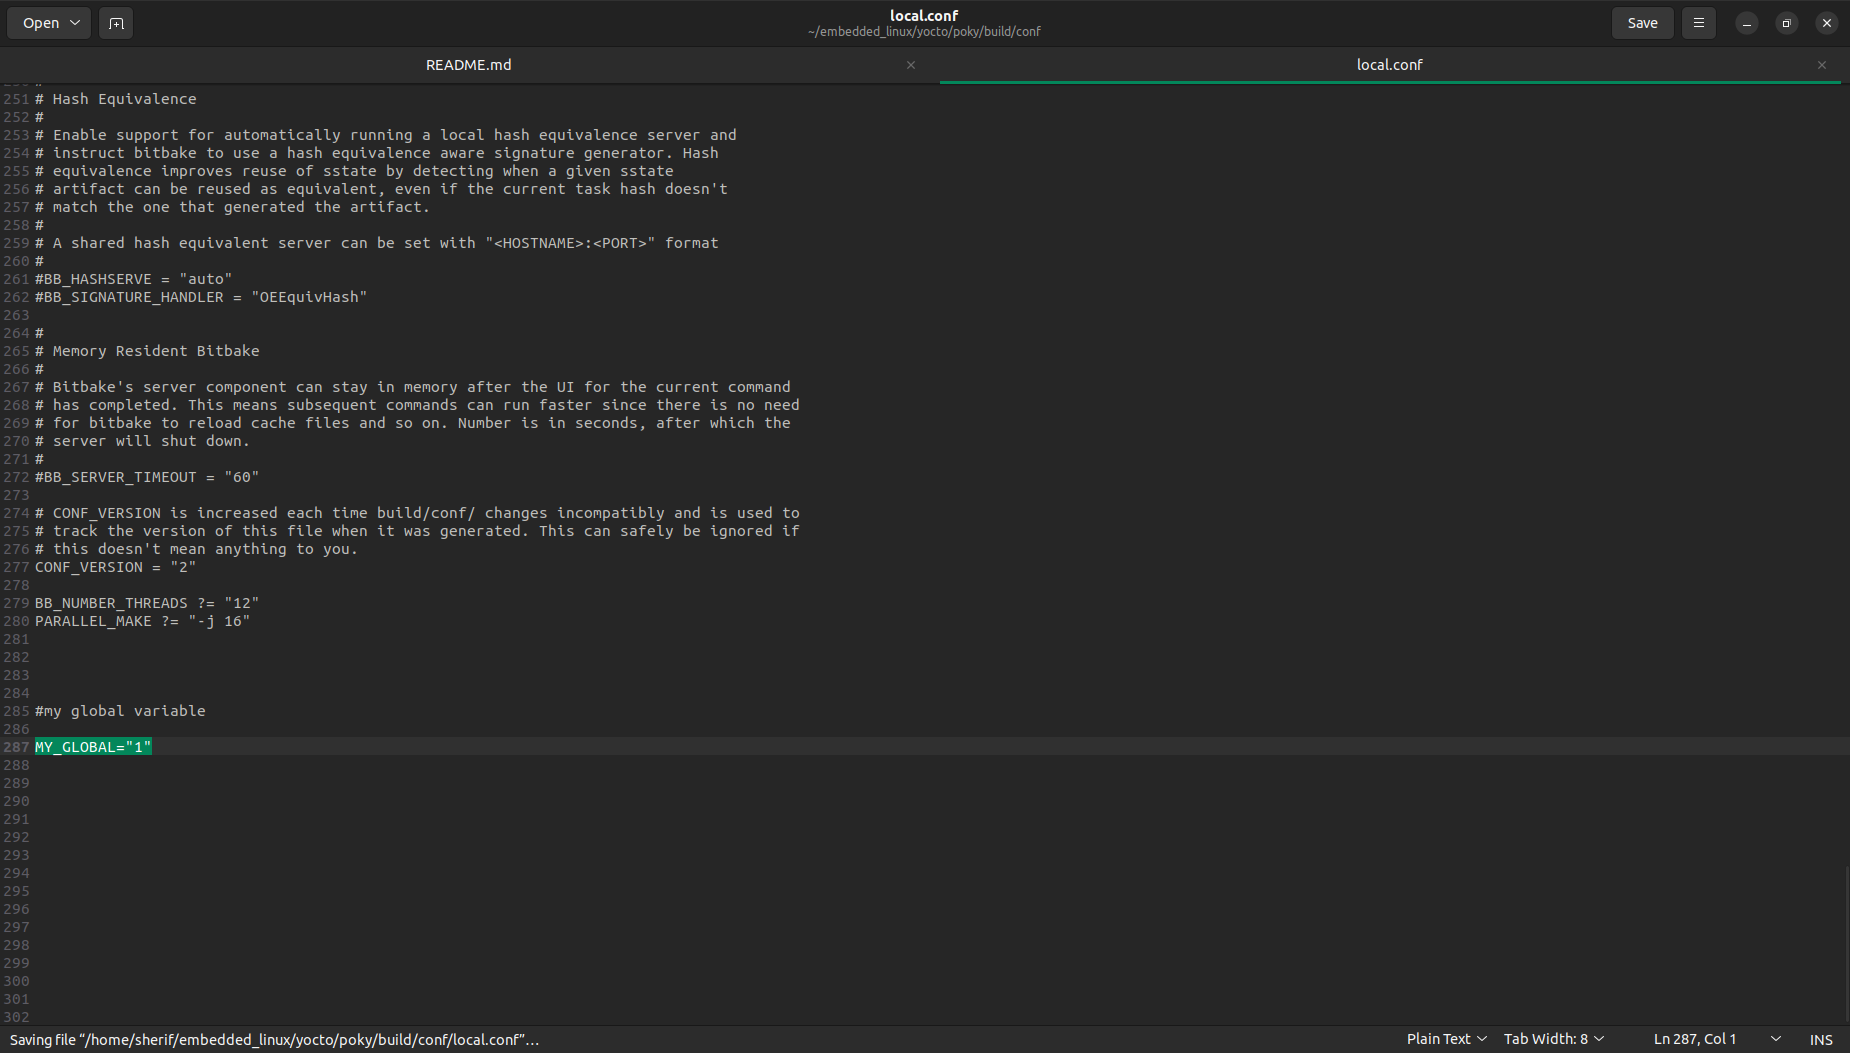 Open
local.conf
~/embedded_linux/yocto/poky/build/conf
Save
README.md
local.conf
251 # Hash Equivalence
252 #
253 # Enable support for automatically running a local hash equivalence server and
254 # instruct bitbake to use a hash equivalence aware signature generator. Hash
255 # equivalence improves reuse of sstate by detecting when a given sstate
256 # artifact can be reused as equivalent, even if the current task hash doesn't
257 # match the one that generated the artifact.
258 #
259 # A shared hash equivalent server can be set with "<HOSTNAME>:<PORT>" format
260 #
261 #BB_HASHSERVE = "auto"
262 #BB_SIGNATURE_HANDLER = "OEEquivHash"
263
264 #
265 # Memory Resident Bitbake
266 #
267 # Bitbake's server component can stay in memory after the UI for the current command
268 # has completed. This means subsequent commands can run faster since there is no need
269 # for bitbake to reload cache files and so on. Number is in seconds, after which the
270 # server will shut down.
271 #
272 #BB_SERVER_TIMEOUT = "60"
273
274 # CONF_VERSION is increased each time build/conf/ changes incompatibly and is used to
275 # track the version of this file when it was generated. This can safely be ignored if
276 # this doesn't mean anything to you.
277 CONF_VERSION = "2"
278
279 BB_NUMBER_THREADS ?= "12"
280 PARALLEL_MAKE ?= "-j 16"
281
282
283
284
285 #my global variable
286
287 MY_GLOBAL="1"
288
289
290
291
292
293
294
295
296
297
298
299
300
301
302
Saving file “/home/sherif/embedded_linux/yocto/poky/build/conf/local.conf”…
Plain Text
Tab Width: 8
Ln 287, Col 1
INS